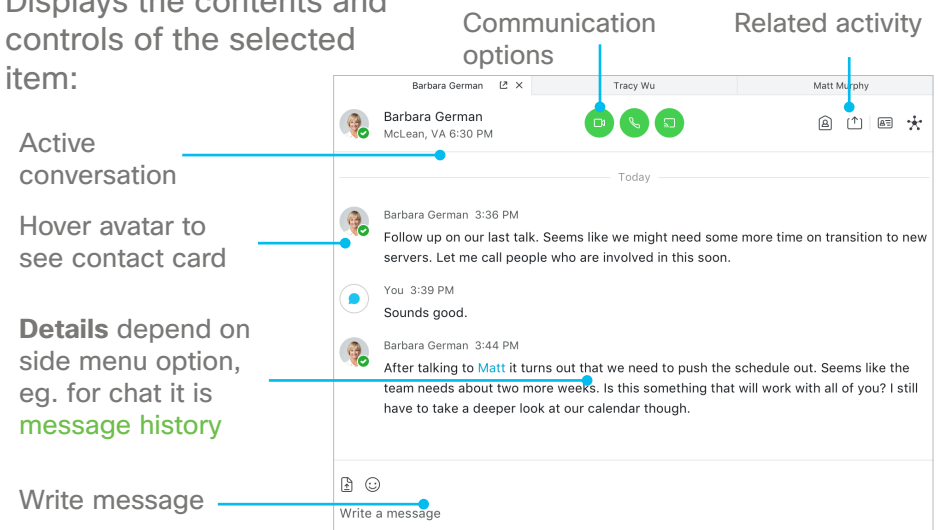 Displays the contents and
controls of the selected
item:
Communication
options
Related activity
Active
conversation
Hover avatar to
see contact card
Details depend on
side menu option,
eg. for chat it is
message history
Write message
Barbara German
Tracy Wu
Matt Murphy
Barbara German
McLean, VA 6:30 PM
Today
Barbara German 3:36 PM
Follow up on our last talk. Seems like we might need some more time on transition to new
servers. Let me call people who are involved in this soon.
You 3:39 PM
Sounds good.
Barbara German 3:44 PM
After talking to Matt it turns out that we need to push the schedule out. Seems like the
team needs about two more weeks. Is this something that will work with all of you? I still
have to take a deeper look at our calendar though.
Write a message